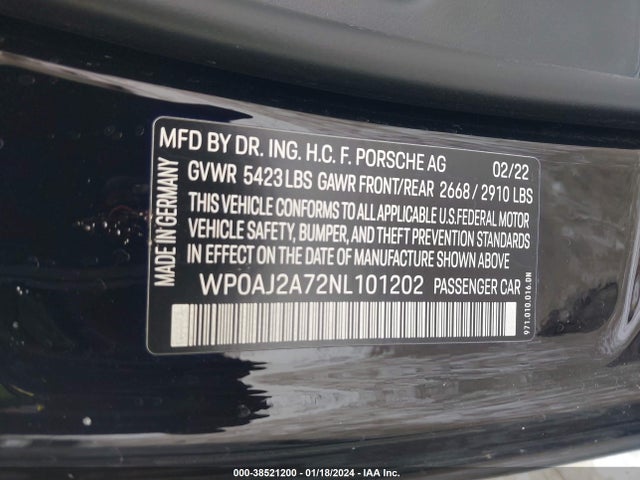 MFD BY DR. ING. H.C. F. PORSCHE AG 02/22
GVWR 5423 LBS GAWR FRONT/REAR 2668 / 2910 LBS
THIS VEHICLE CONFORMS TO ALL APPLICABLE U.S. FEDERAL MOTOR
VEHICLE SAFETY, BUMPER, AND THEFT PREVENTION STANDARDS
IN EFFECT ON THE DATE OF MANUFACTURE SHOWN ABOVE.
WP0AJ2A72NL101202 PASSENGER CAR
MADE IN GERMANY
971.010.016.DN
000-38521200 - 01/18/2024 - IAA Inc.